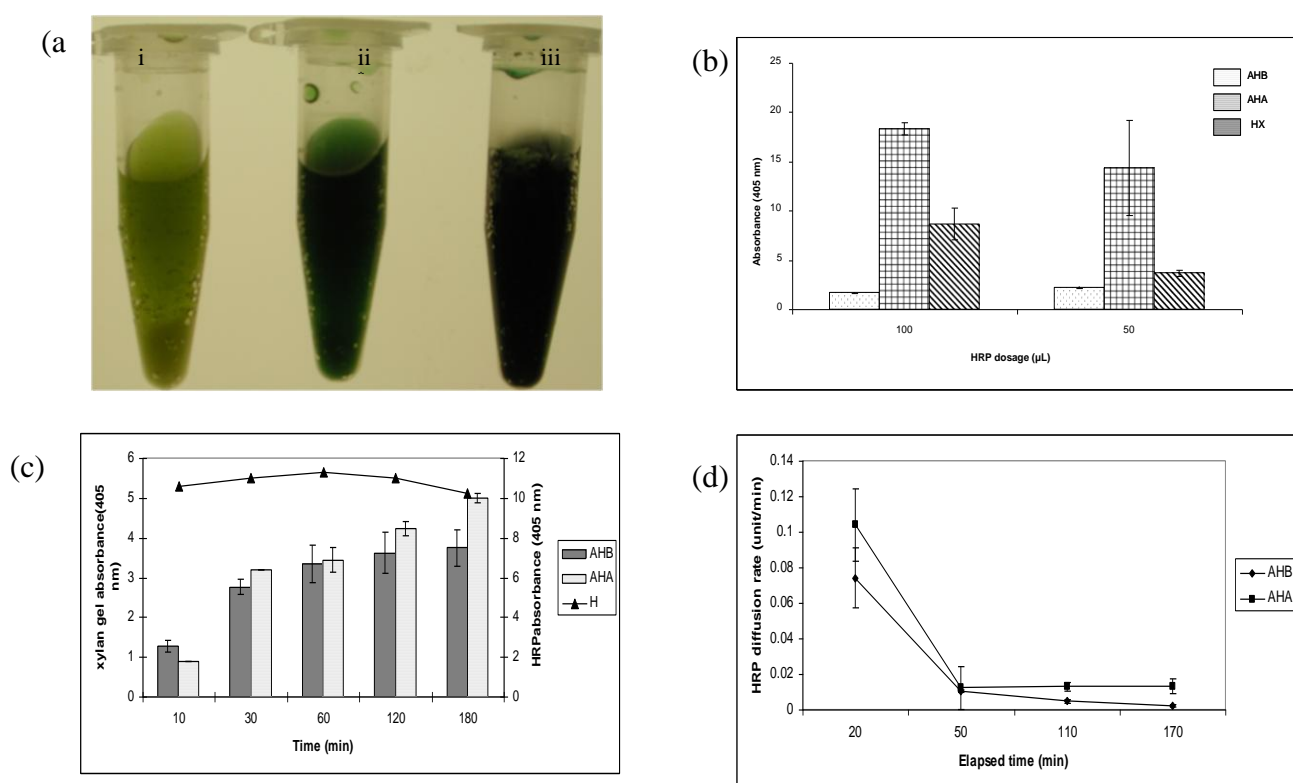 (a
i ii iii
(b)
25
20
15
10
5
0
Absorbance (405 nm)
100 50
HRP dosage (µL)
AHB
AHA
HX
(c)
6
5
4
3
2
1
0
xylan gel absorbance(405
nm)
12
10
8
6
4
2
0
HRPabsorbance (405 nm)
10 30 60 120 180
Time (min)
AHB
AHA
H
(d)
0.14
0.12
0.1
0.08
0.06
0.04
0.02
0
HRP diffusion rate (unit/min)
20 50 110 170
Elapsed time (min)
AHB
AHA